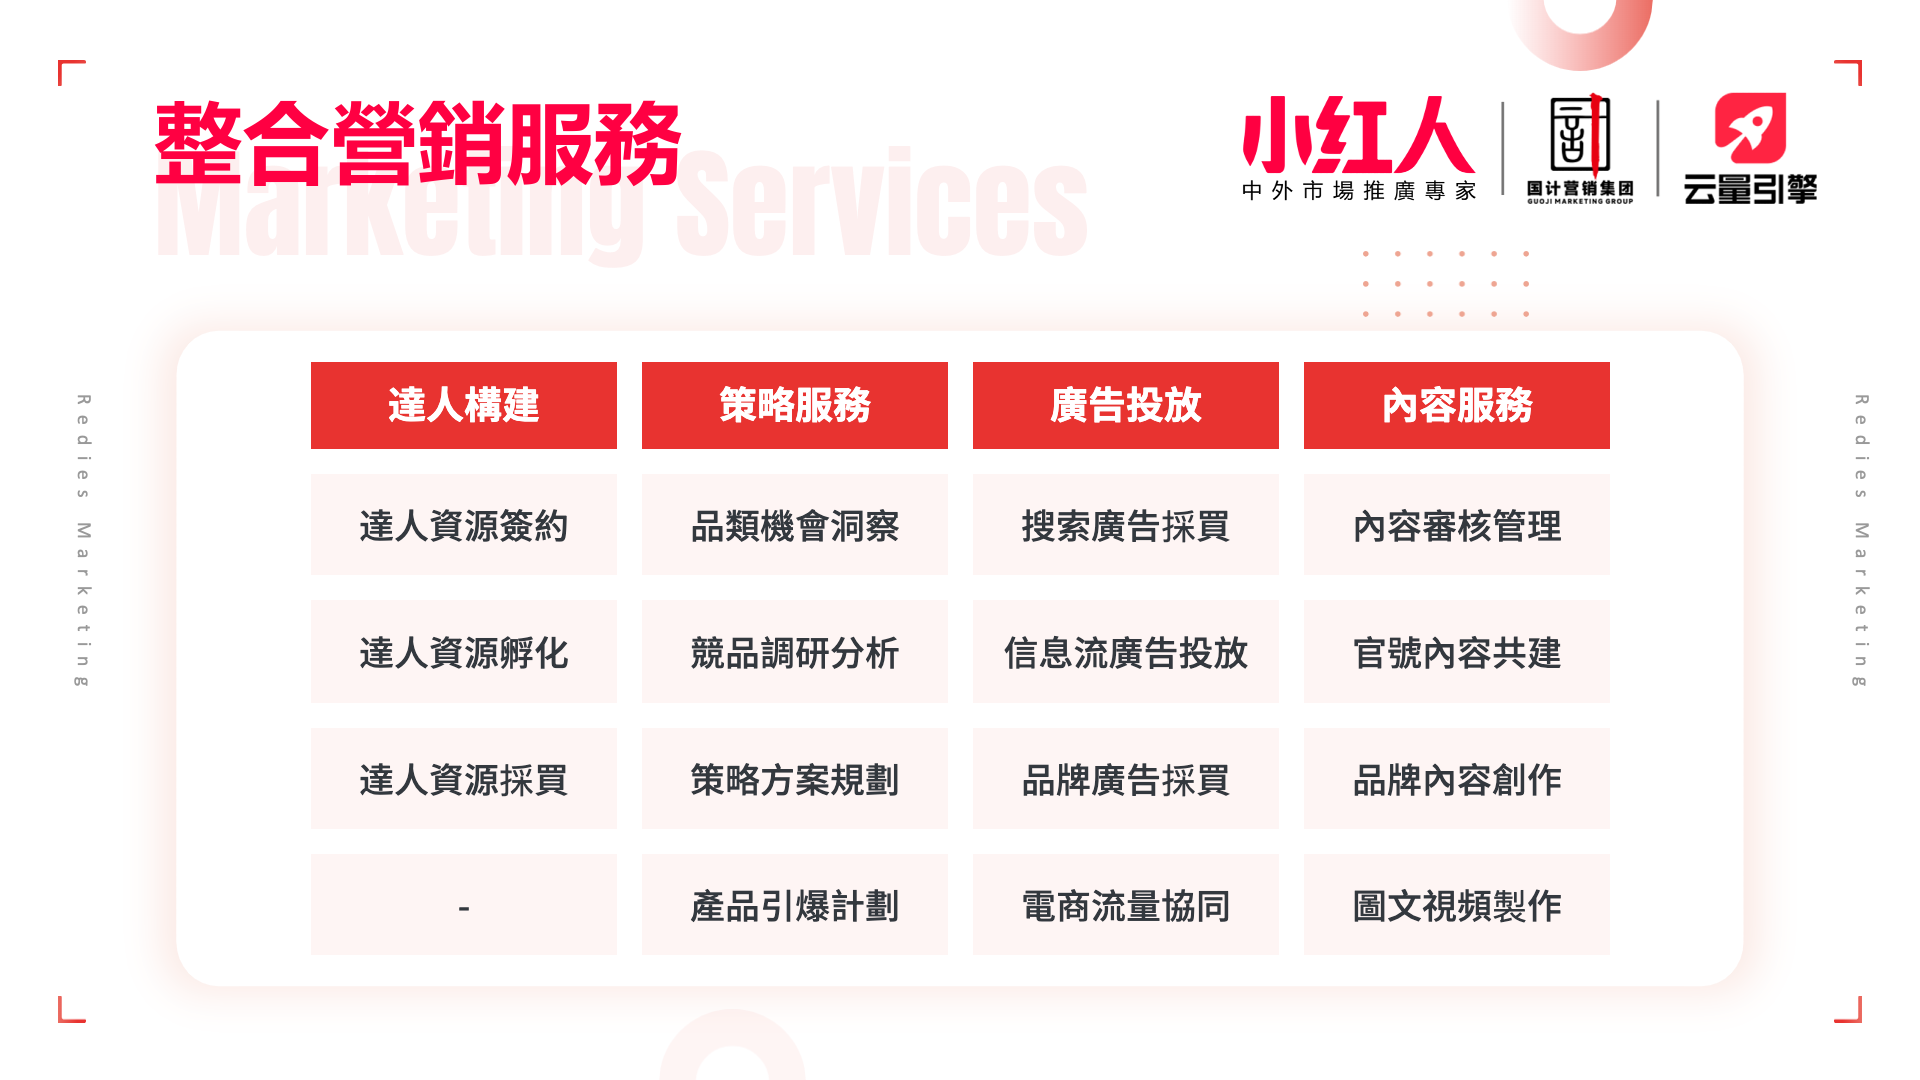 整合營銷服務
Marketing Services
小红人
中外市場推廣專家
国计营销集团
GUOJI MARKETING GROUP
云量引擎
Redies Marketing
Redies Marketing
達人構建 策略服務 廣告投放 內容服務
達人資源簽約 品類機會洞察 搜索廣告採買 內容審核管理
達人資源孵化 競品調研分析 信息流廣告投放 官號內容共建
達人資源採買 策略方案規劃 品牌廣告採買 品牌內容創作
- 產品引爆計劃 電商流量協同 圖文視頻製作